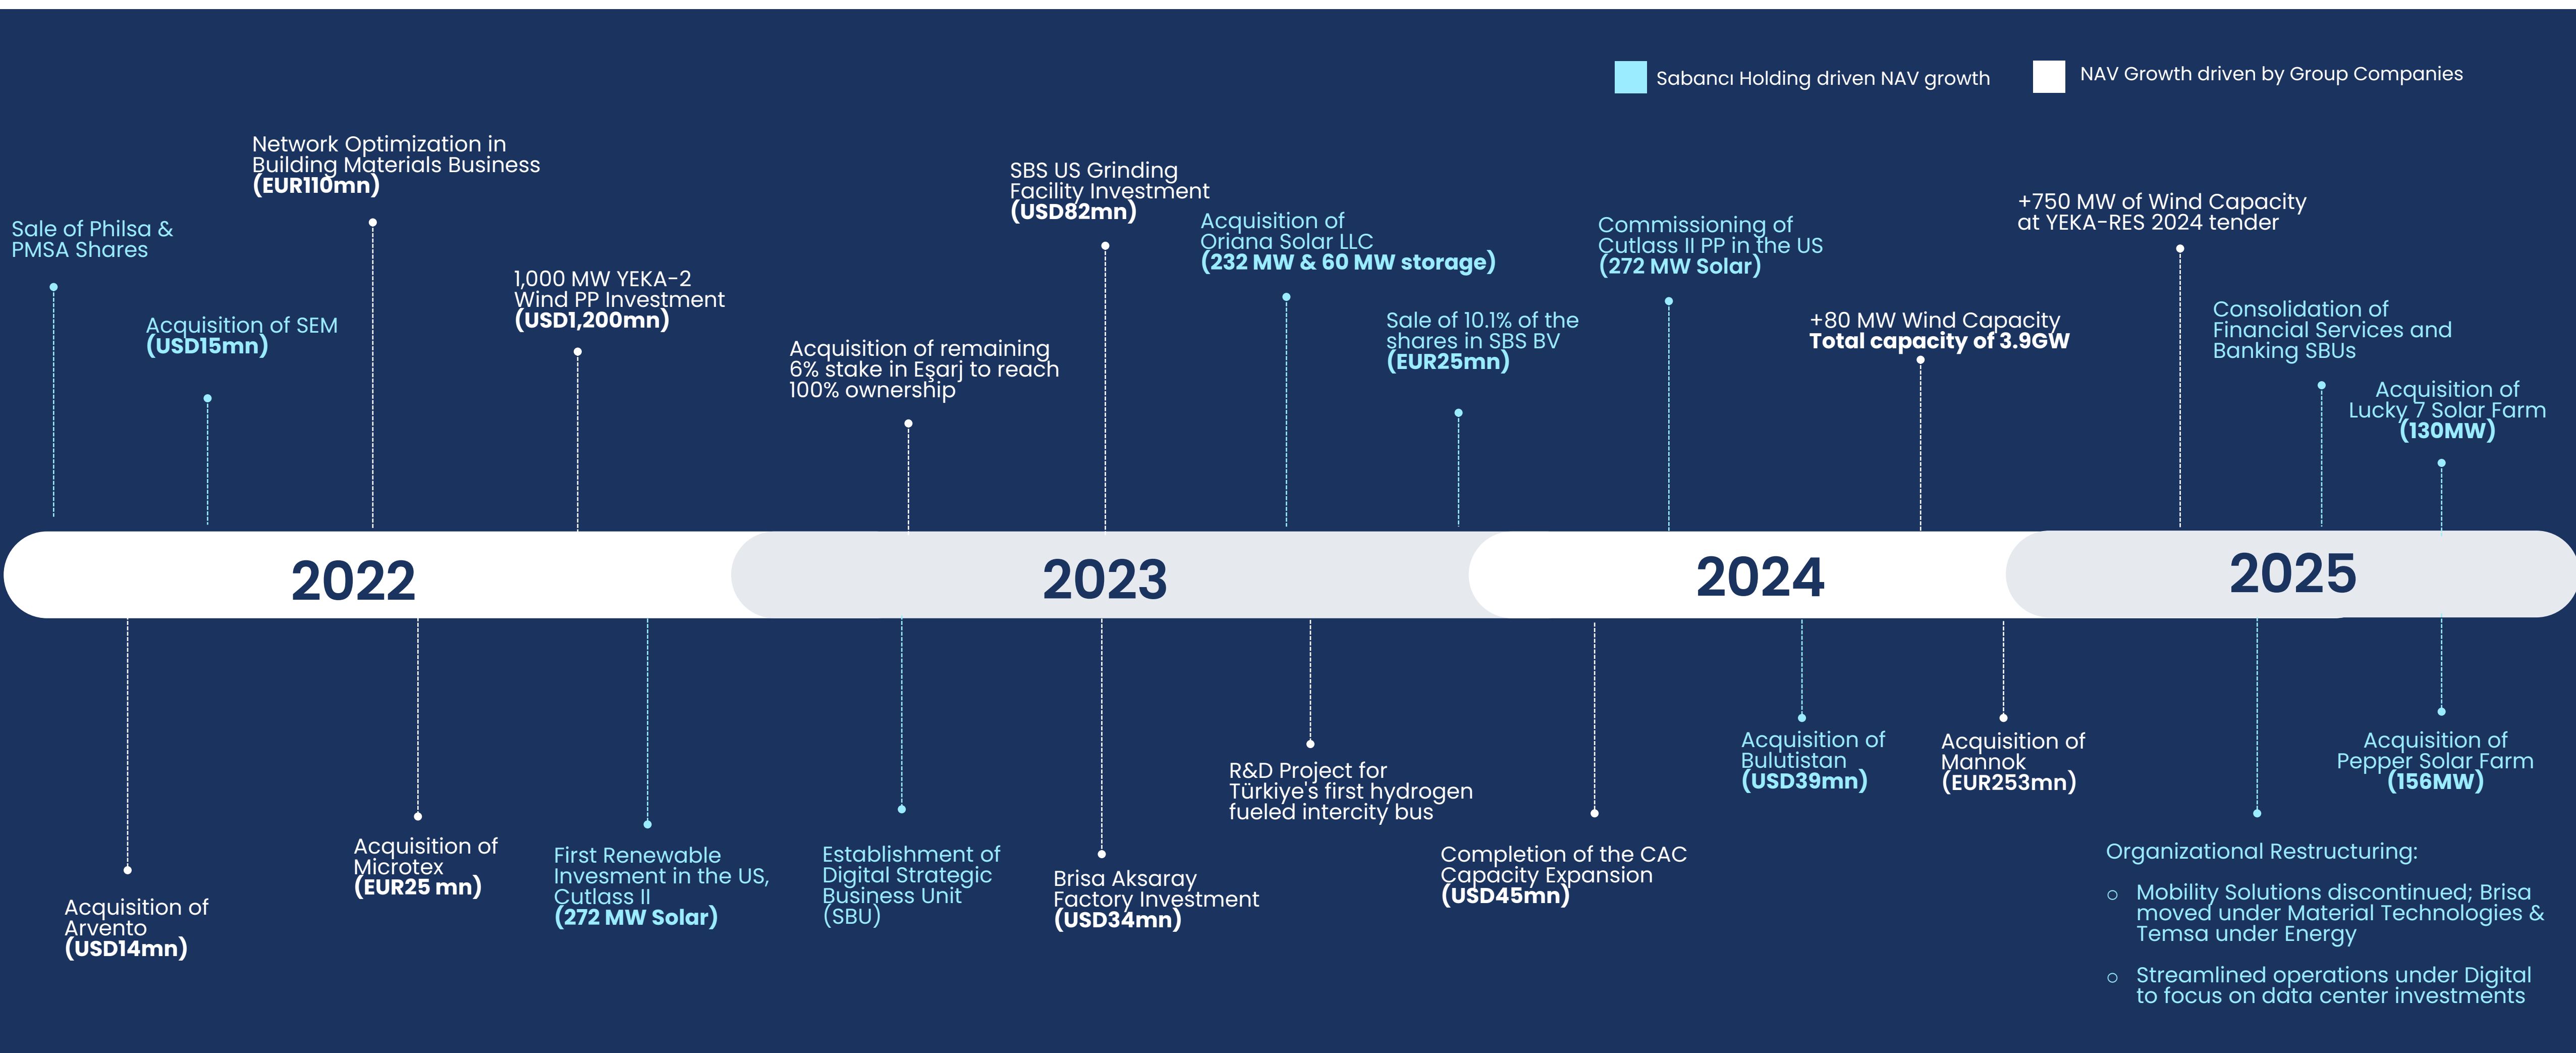 Sabancı Holding driven NAV growth
NAV Growth driven by Group Companies
Sale of Philsa &
PMSA Shares
Acquisition of SEM
(USD15mn)
Network Optimization in
Building Materials Business
(EUR110mn)
1,000 MW YEKA-2
Wind PP Investment
(USD1,200mn)
Acquisition of remaining
6% stake in Eşarj to reach
100% ownership
SBS US Grinding
Facility Investment
(USD82mn)
Acquisition of
Oriana Solar LLC
(232 MW & 60 MW storage)
Sale of 10.1% of the
shares in SBS BV
(EUR25mn)
Commissioning of
Cutlass II PP in the US
(272 MW Solar)
+80 MW Wind Capacity
Total capacity of 3.9GW
+750 MW of Wind Capacity
at YEKA-RES 2024 tender
Consolidation of
Financial Services and
Banking SBUs
Acquisition of
Lucky 7 Solar Farm
(130MW)
2022
2023
2024
2025
Acquisition of
Arvento
(USD14mn)
Acquisition of
Microtex
(EUR25 mn)
First Renewable
Invesment in the US,
Cutlass II
(272 MW Solar)
Establishment of
Digital Strategic
Business Unit
(SBU)
Brisa Aksaray
Factory Investment
(USD34mn)
R&D Project for
Türkiye's first hydrogen
fueled intercity bus
Completion of the CAC
Capacity Expansion
(USD45mn)
Acquisition of
Bulutistan
(USD39mn)
Acquisition of
Mannok
(EUR253mn)
Acquisition of
Pepper Solar Farm
(156MW)
Organizational Restructuring:
o Mobility Solutions discontinued; Brisa
moved under Material Technologies &
Temsa under Energy
o Streamlined operations under Digital
to focus on data center investments